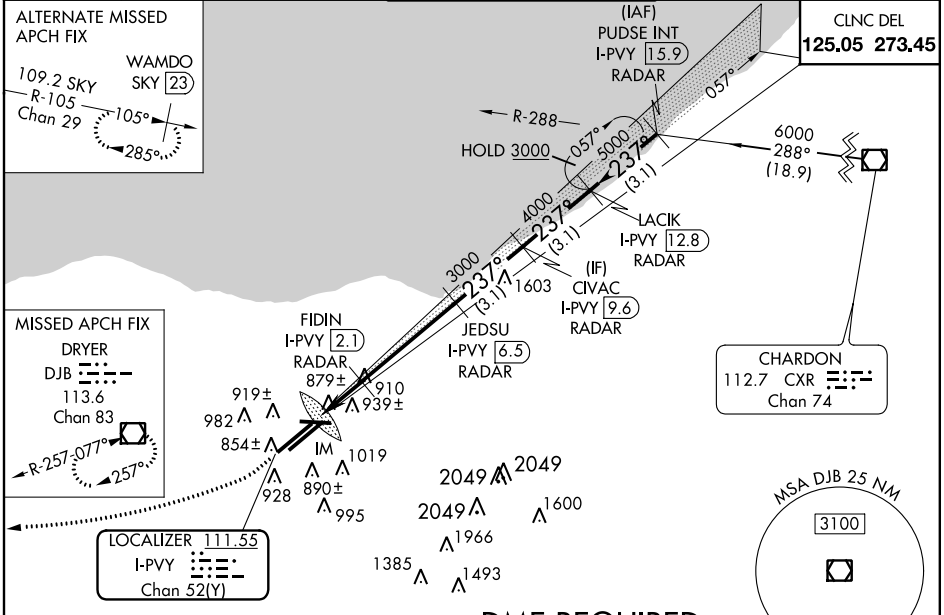 ALTERNATE MISSED
APCH FIX
WAMDO
SKY 23
109.2 SKY
R-105
Chan 29
105°
285°
(IAF)
PUDSE INT
I-PVY 15.9
RADAR
CLNC DEL
125.05 273.45
057°
R-288
057°
5000
HOLD 3000
237°
(3.1)
6000
288°
(18.9)
4000
237°
(3.1)
LACIK
I-PVY 12.8
RADAR
3000
237°
(3.1)
1603
(IF)
CIVAC
I-PVY 9.6
RADAR
JEDSU
I-PVY 6.5
RADAR
FIDIN
I-PVY 2.1
RADAR
MISSED APCH FIX
DRYER
DJB
113.6
Chan 83
R-257-077°
257°
CHARDON
112.7 CXR
Chan 74
879±
910
939±
919±
982
854±
IM
1019
928
890±
995
2049
2049
2049
1600
1966
1385
1493
LOCALIZER 111.55
I-PVY
Chan 52(Y)
MSA DJB 25 NM
3100
DME REQUIRED